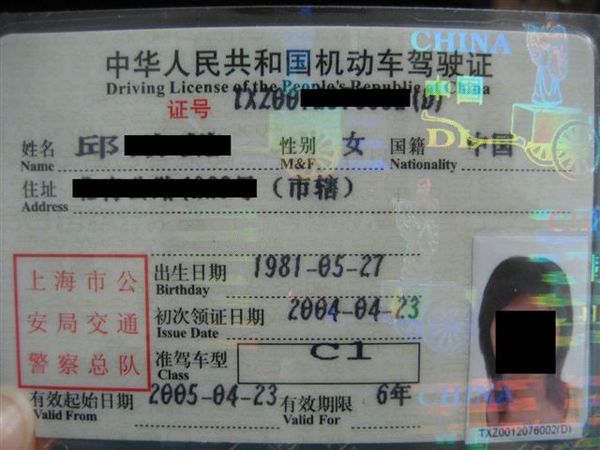 CHINA
中国
DL
中华人民共和国机动车驾驶证
Driving License of the People's Republic of China
证号 TXZ00 (D)
姓名 邱 性别 女 国籍 中国
Name M&F. Nationality
住址 (市辖)
Address
上海市公
安局交通
警察总队
出生日期 1981-05-27
Birthday
初次领证日期 2004-04-23
Issue Date
准驾车型 C1
Class
有效起始日期 2005-04-23 有效期限 6年
Valid From Valid For
CHINA